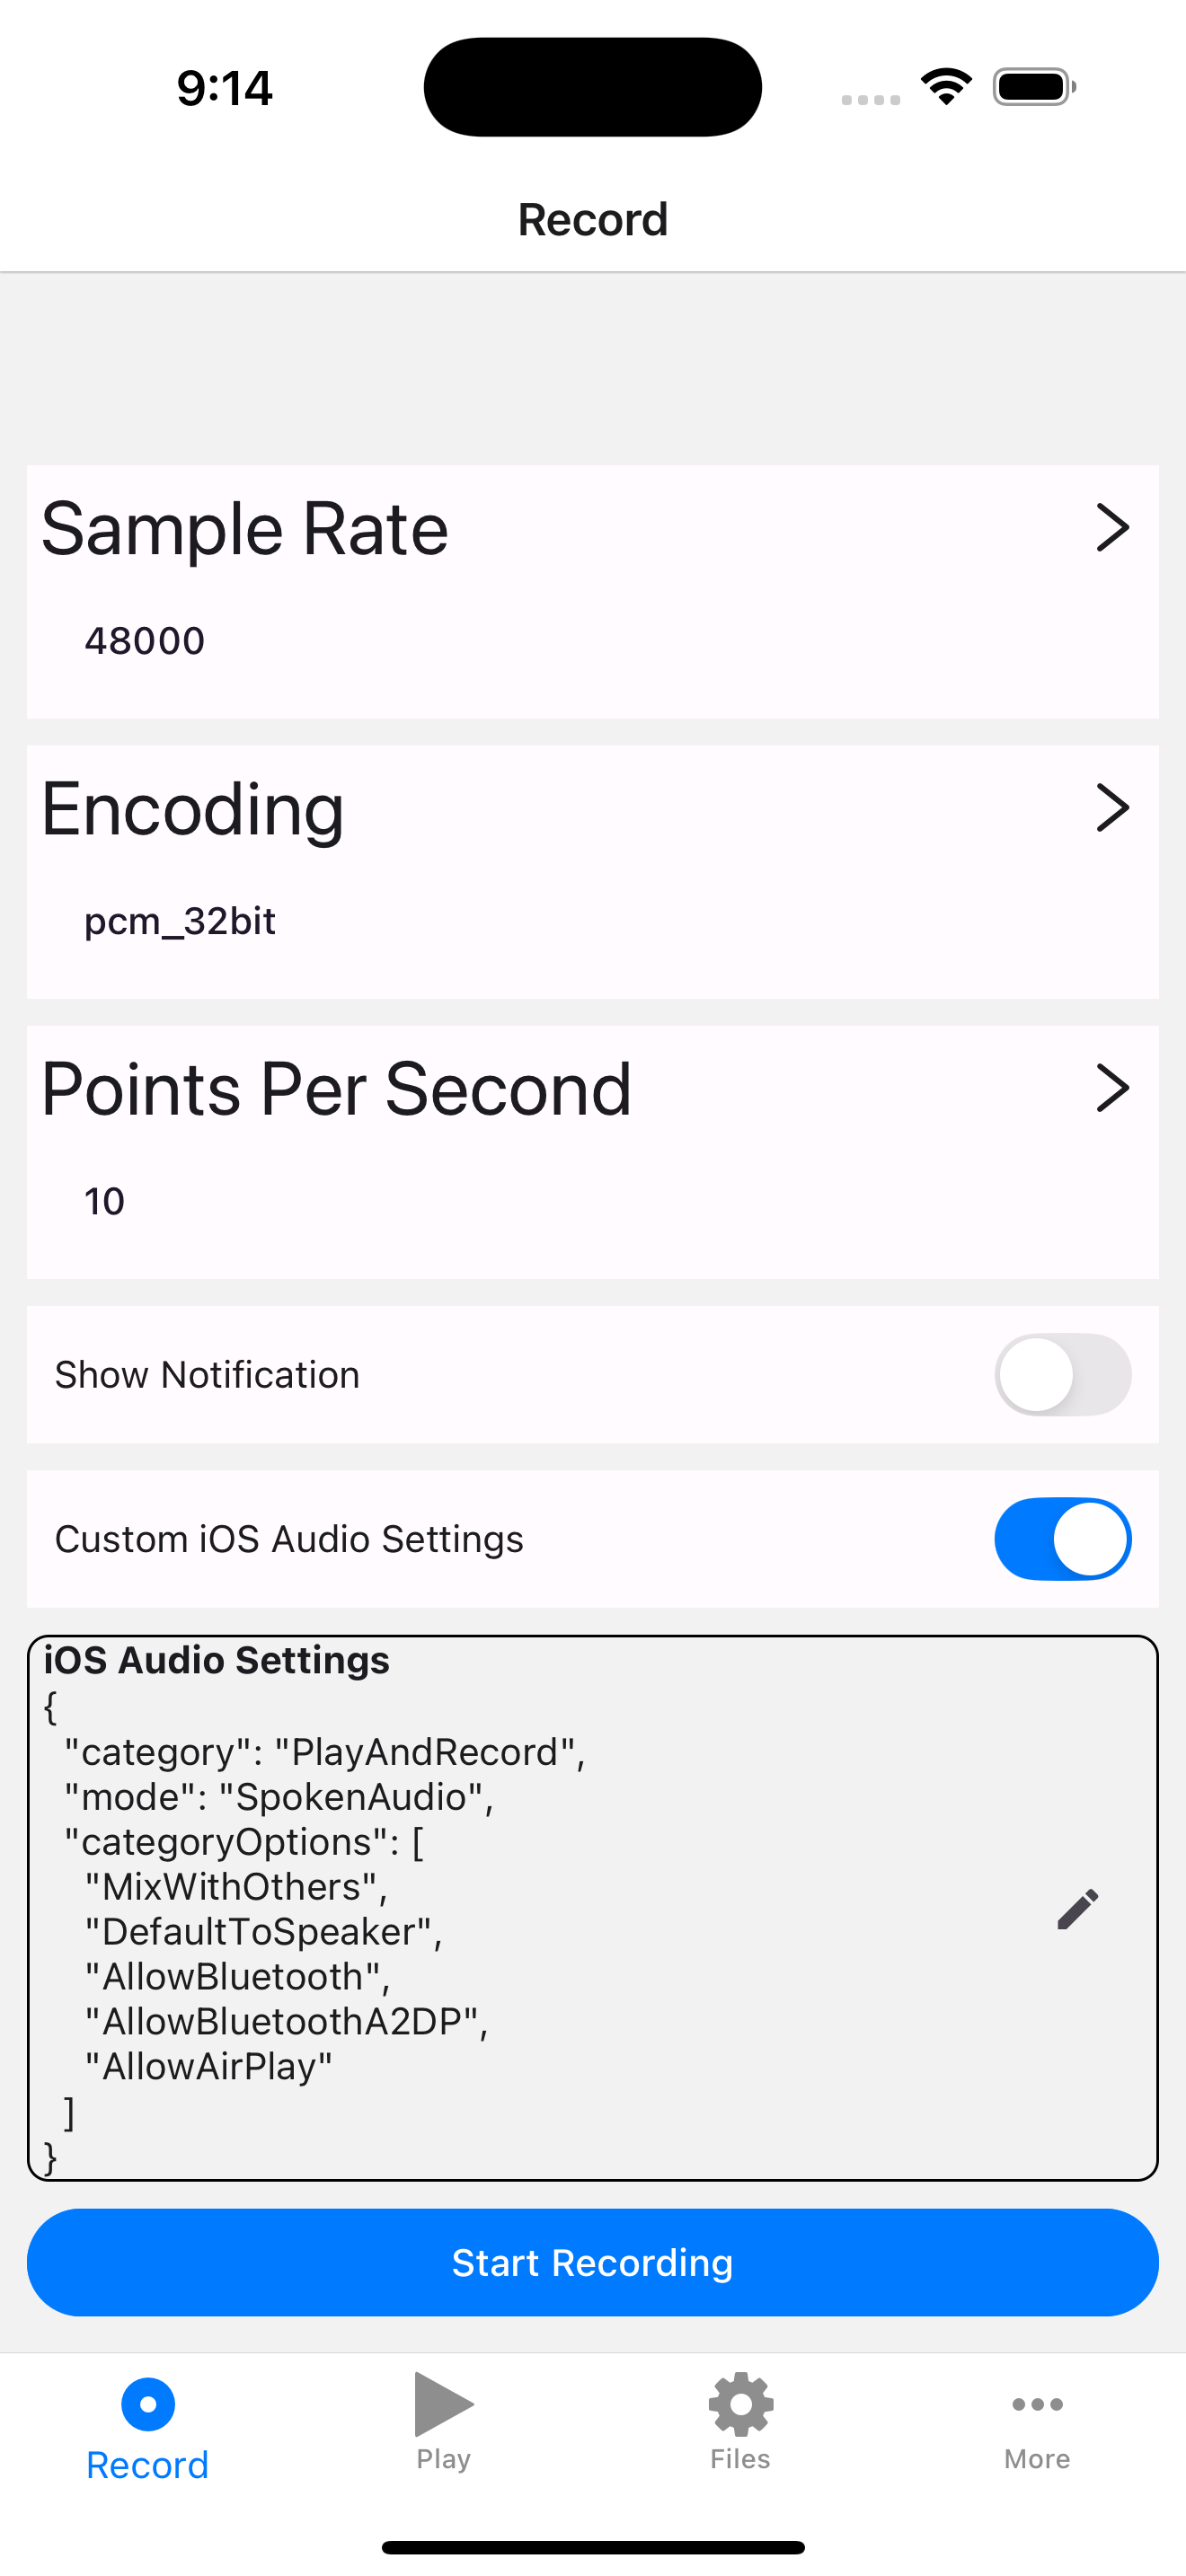 9:14
Record
Sample Rate
48000
Encoding
pcm_32bit
Points Per Second
10
Show Notification
Custom iOS Audio Settings
iOS Audio Settings
{
  "category": "PlayAndRecord",
  "mode": "SpokenAudio",
  "categoryOptions": [
    "MixWithOthers",
    "DefaultToSpeaker",
    "AllowBluetooth",
    "AllowBluetoothA2DP",
    "AllowAirPlay"
  ]
}
Start Recording
Record
Play
Files
More